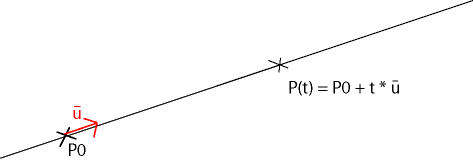 ū
P(t) = P0 + t * ū
P0